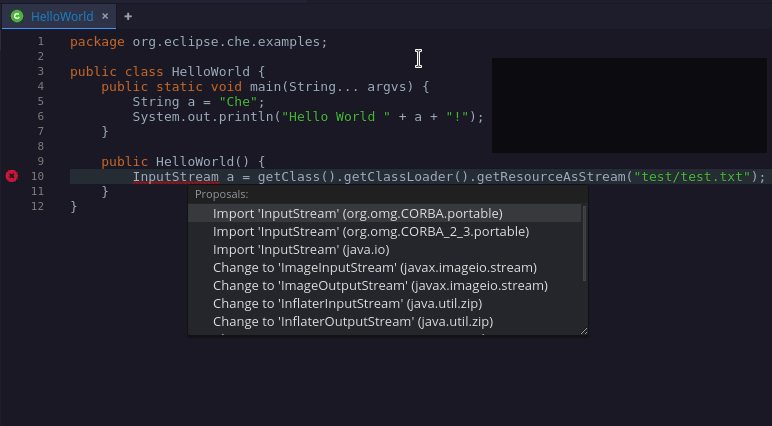 HelloWorld × +
1 package org.eclipse.che.examples;
2
3 public class HelloWorld {
4 public static void main(String... argvs) {
5 String a = "Che";
6 System.out.println("Hello World " + a + "!");
7 }
8
9 public HelloWorld() {
10 InputStream a = getClass().getClassLoader().getResourceAsStream("test/test.txt");
11 }
12 }
Proposals:
Import 'InputStream' (org.omg.CORBA.portable)
Import 'InputStream' (org.omg.CORBA_2_3.portable)
Import 'InputStream' (java.io)
Change to 'ImageInputStream' (javax.imageio.stream)
Change to 'ImageOutputStream' (javax.imageio.stream)
Change to 'InflaterInputStream' (java.util.zip)
Change to 'InflaterOutputStream' (java.util.zip)